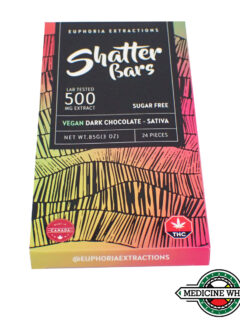 EUPHORIA EXTRACTIONS
Shatter
Bars
LAB TESTED
500
MG EXTRACT
SUGAR FREE
VEGAN DARK CHOCOLATE - SATIVA
NET WT. 85G(3 OZ)
24 PIECES
CANADA
THC
@EUPHORIAEXTRACTIONS
MEDICINE WH